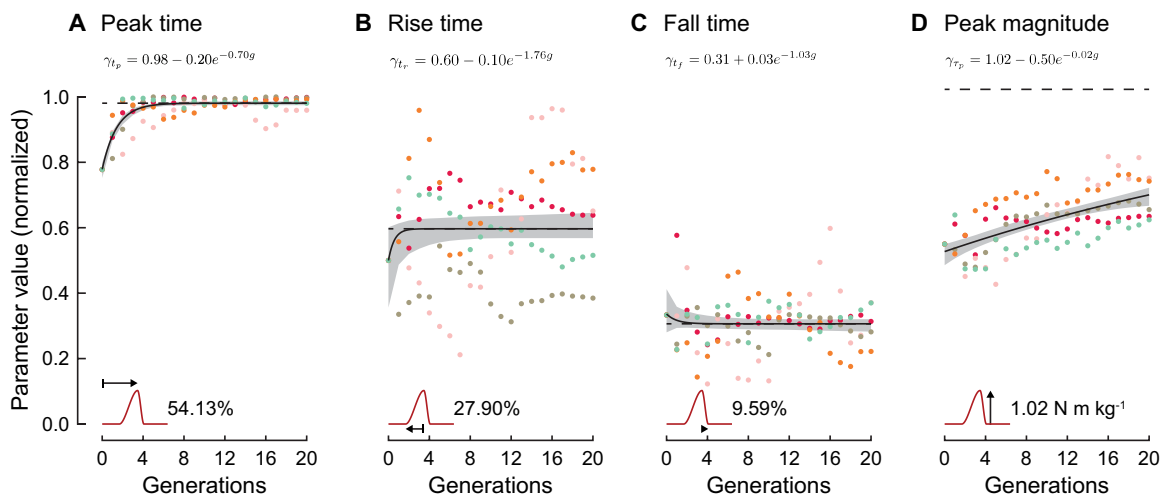 A Peak time
B Rise time
C Fall time
D Peak magnitude
γ_{t_p} = 0.98 − 0.20e^{−0.70g}
γ_{t_r} = 0.60 − 0.10e^{−1.76g}
γ_{t_f} = 0.31 + 0.03e^{−1.03g}
γ_{τ_p} = 1.02 − 0.50e^{−0.02g}
Parameter value (normalized)
1.0
0.8
0.6
0.4
0.2
0.0
54.13%
27.90%
9.59%
1.02 N m kg⁻¹
0 4 8 12 16 20
0 4 8 12 16 20
0 4 8 12 16 20
0 4 8 12 16 20
Generations
Generations
Generations
Generations